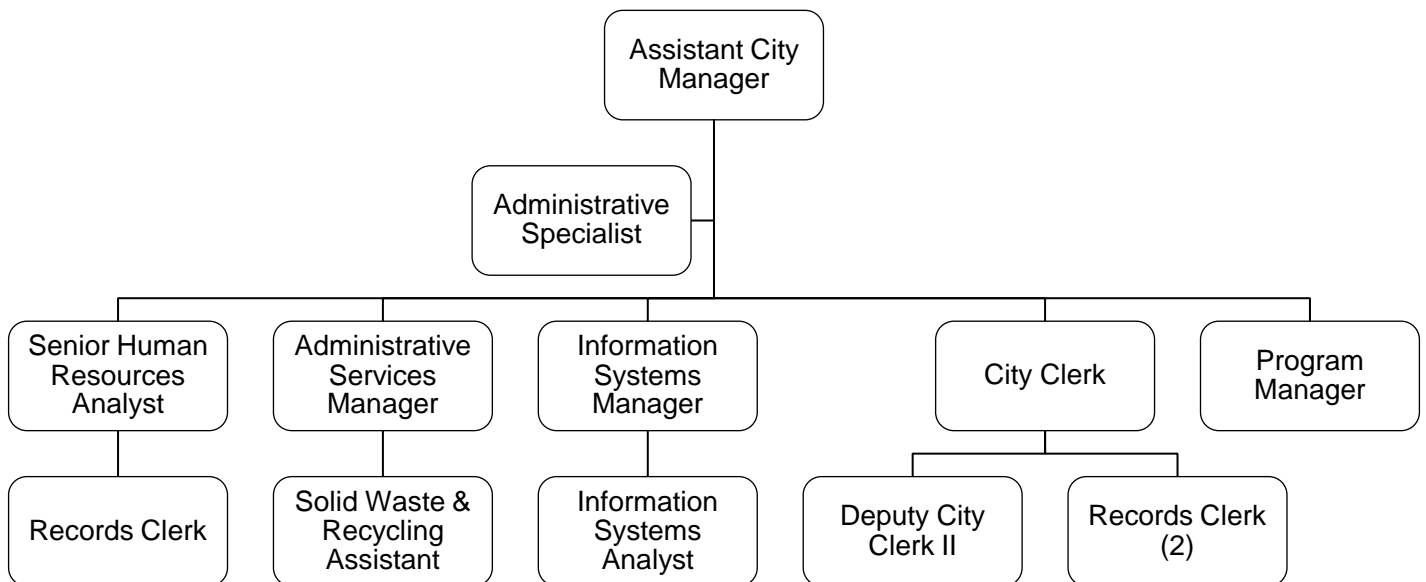 Assistant City
Manager
Administrative
Specialist
Senior Human
Resources
Analyst
Administrative
Services
Manager
Information
Systems
Manager
City Clerk
Program
Manager
Records Clerk
Solid Waste &
Recycling
Assistant
Information
Systems
Analyst
Deputy City
Clerk II
Records Clerk
(2)